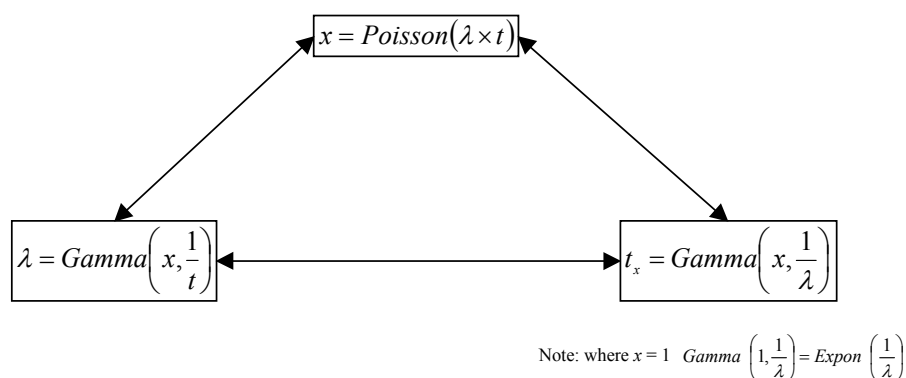 x = Poisson(λ × t)
λ = Gamma(x, 1/t)
t_x = Gamma(x, 1/λ)
Note: where x = 1 Gamma (1, 1/λ) = Expon (1/λ)